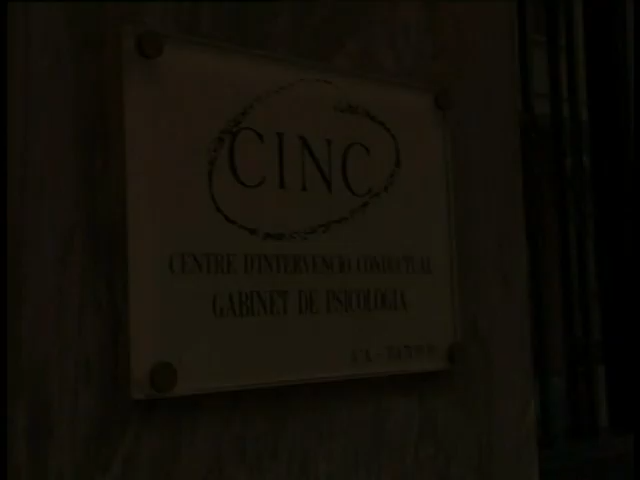 CINC
CENTRE D'INTERVENCIÓ CONDUCTUAL
GABINET DE PSICOLOGIA